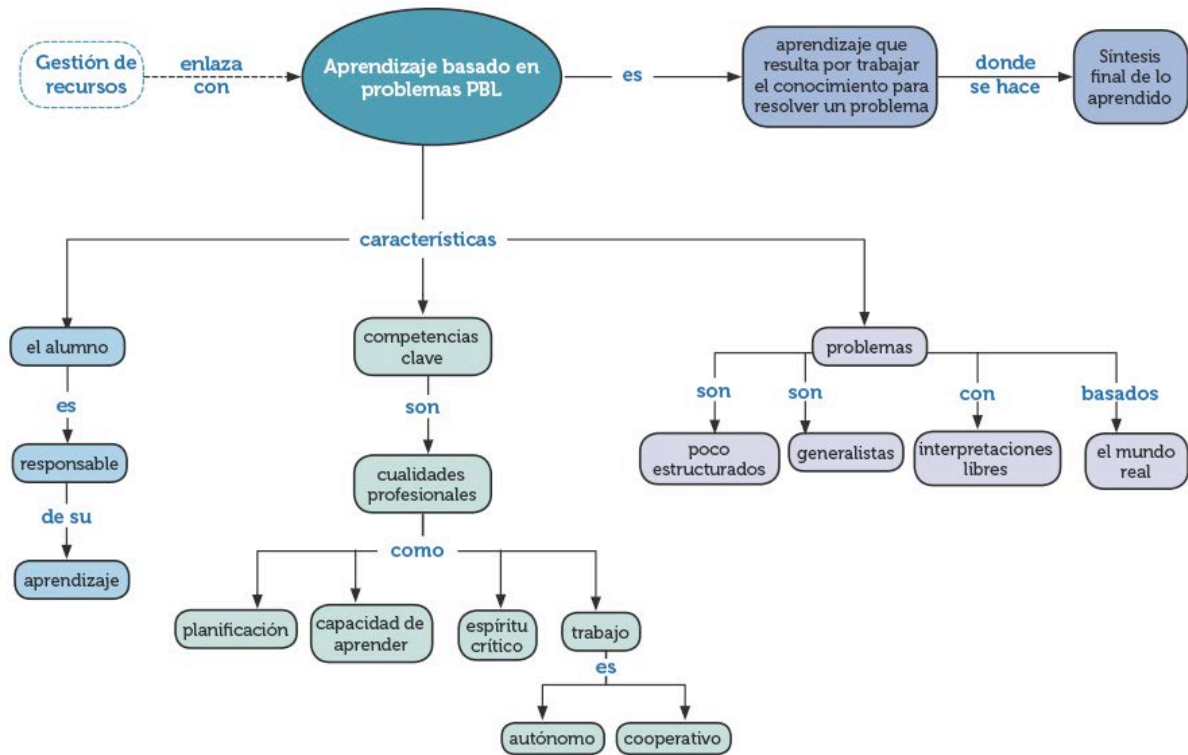 Gestión de
recursos
enlaza
con
Aprendizaje basado en
problemas PBL
es
aprendizaje que
resulta por trabajar
el conocimiento para
resolver un problema
donde
se hace
Síntesis
final de lo
aprendido
características
el alumno
es
responsable
de su
aprendizaje
competencias
clave
son
cualidades
profesionales
como
planificación
capacidad de
aprender
espíritu
crítico
trabajo
es
autónomo
cooperativo
problemas
son
poco
estructurados
son
generalistas
con
interpretaciones
libres
basados
el mundo
real